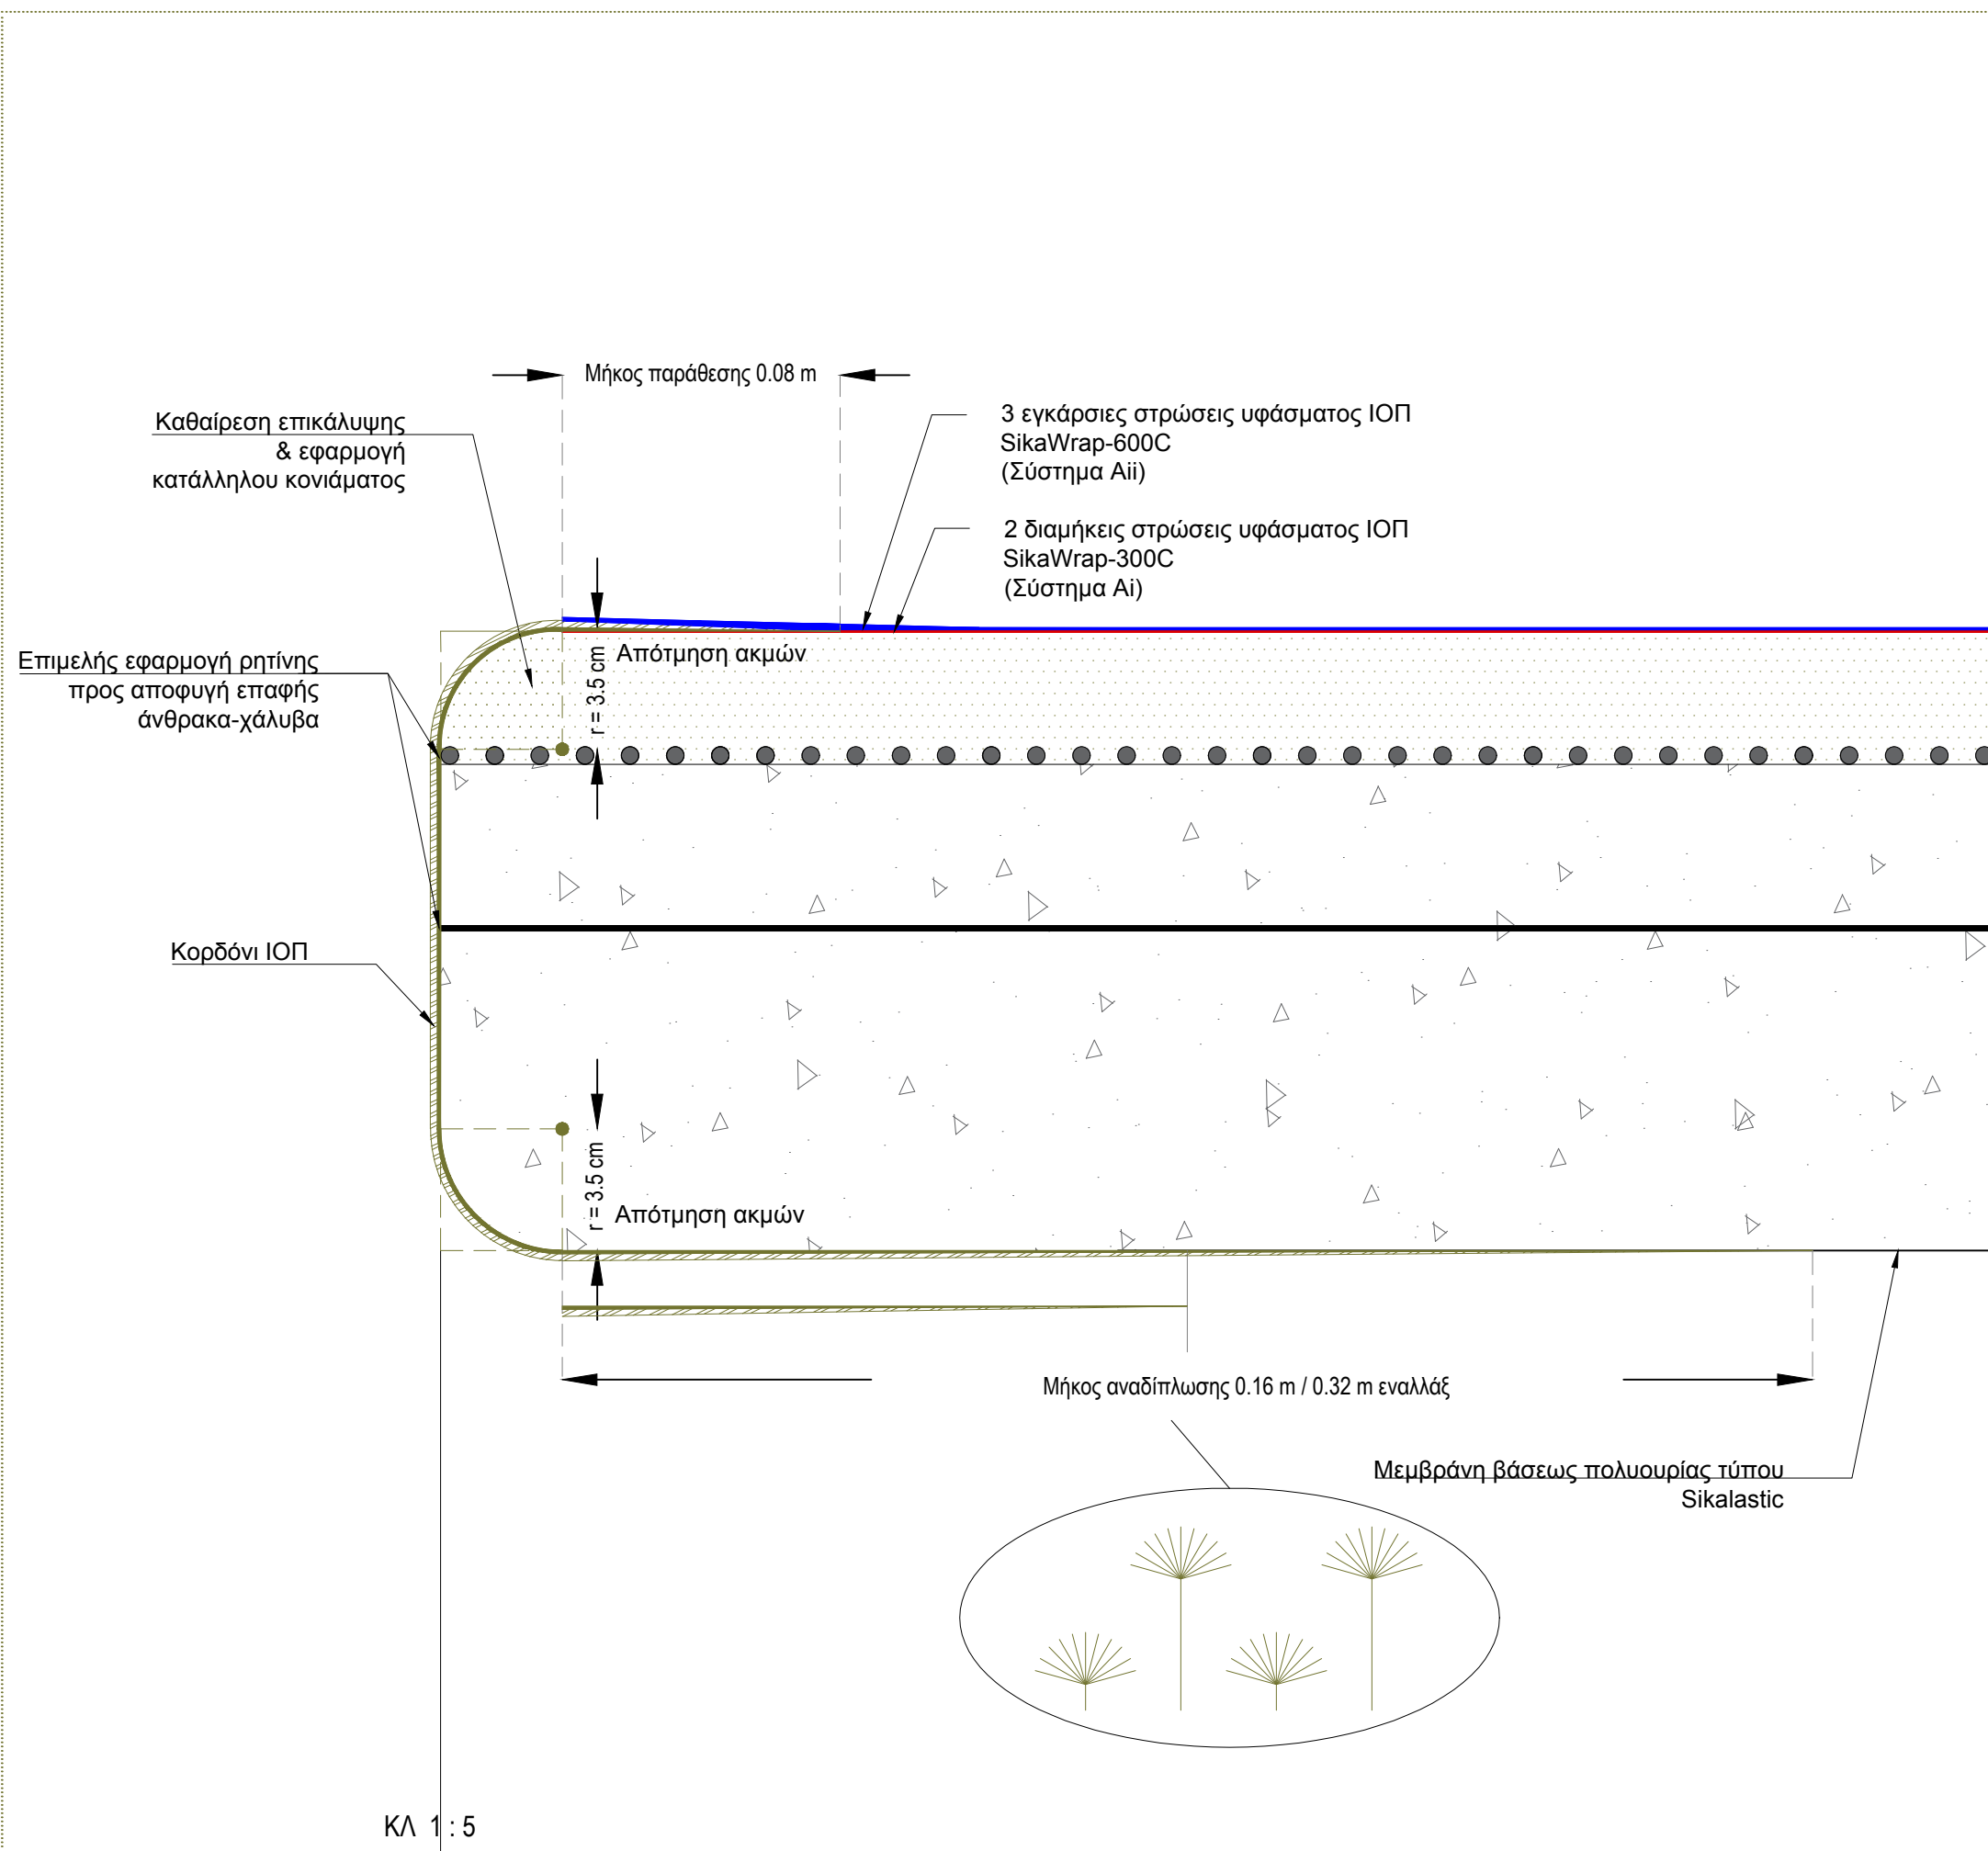 Μήκος παράθεσης 0.08 m
Καθαίρεση επικάλυψης
& εφαρμογή
κατάλληλου κονιάματος
3 εγκάρσιες στρώσεις υφάσματος ΙΟΠ
SikaWrap-600C
(Σύστημα Aii)
2 διαμήκεις στρώσεις υφάσματος ΙΟΠ
SikaWrap-300C
(Σύστημα Ai)
Επιμελής εφαρμογή ρητίνης
προς αποφυγή επαφής
άνθρακα-χάλυβα
r = 3.5 cm
Απότμηση ακμών
Κορδόνι ΙΟΠ
r = 3.5 cm
Απότμηση ακμών
Μήκος αναδίπλωσης 0.16 m / 0.32 m εναλλάξ
Μεμβράνη βάσεως πολυουρίας τύπου
Sikalastic
ΚΛ 1 : 5